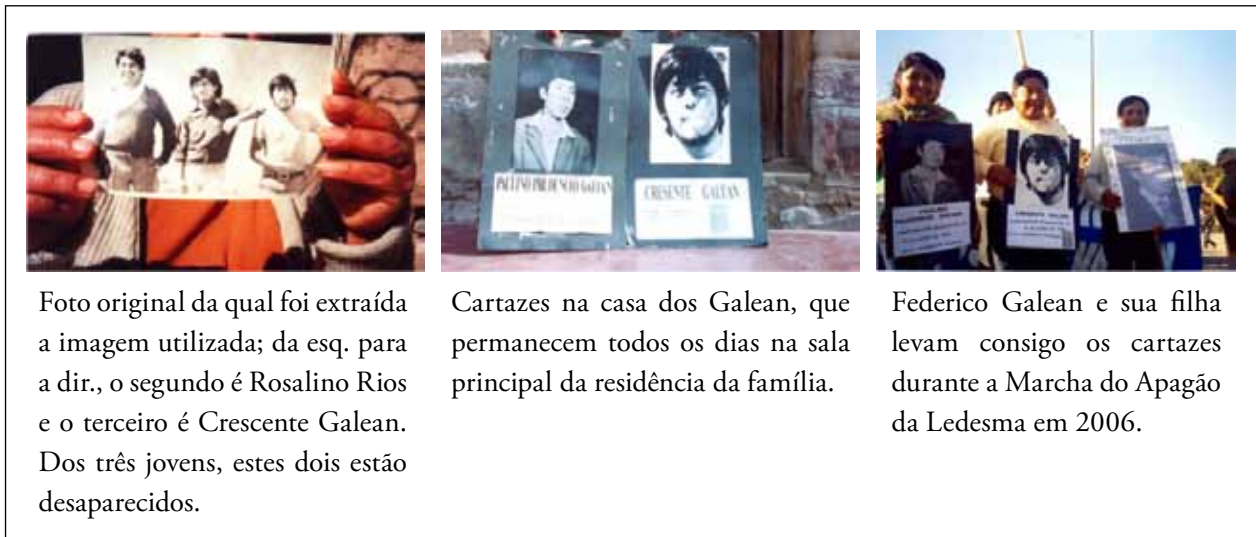 PAULINO PRUDENCIO GALEAN
CRESENTE GALEAN
Foto original da qual foi extraída
a imagem utilizada; da esq. para
a dir., o segundo é Rosalino Rios
e o terceiro é Crescente Galean.
Dos três jovens, estes dois estão
desaparecidos.
Cartazes na casa dos Galean, que
permanecem todos os dias na sala
principal da residência da família.
Federico Galean e sua filha
levam consigo os cartazes
durante a Marcha do Apagão
da Ledesma em 2006.